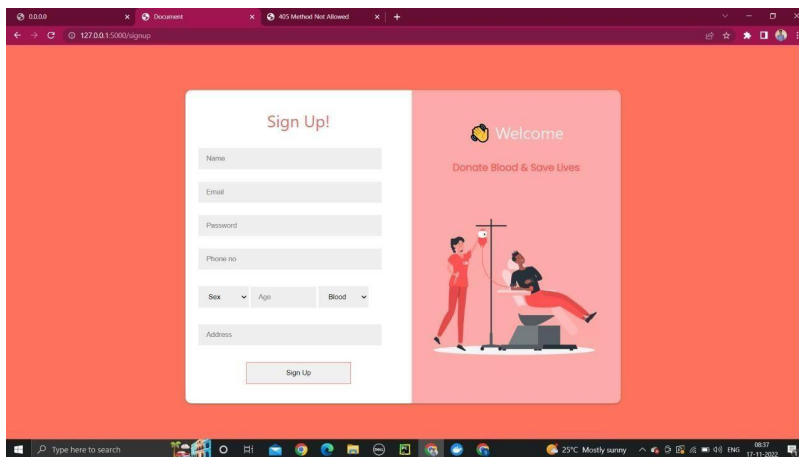 0.0.0.0
Document
405 Method Not Allowed
127.0.0.1:5000/signup
Sign Up!
Name
Email
Password
Phone no
Sex Age Blood
Address
Sign Up
Welcome
Donate Blood & Save Lives
Type here to search
25°C Mostly sunny
ENG
08:37
17-11-2022